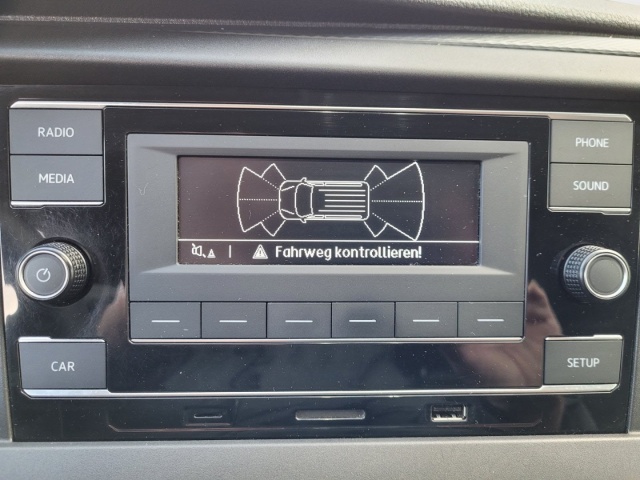 RADIO
PHONE
MEDIA
SOUND
Fahrweg kontrollieren!
CAR
SETUP